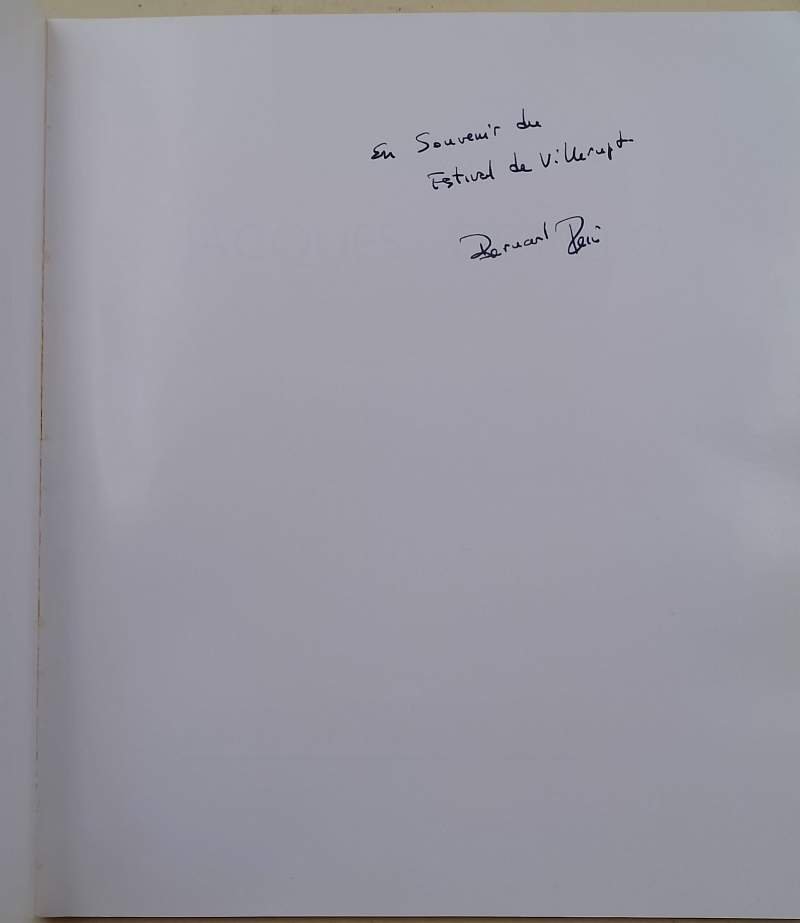 En Souvenir du
Festival de Villerupt
Bernard